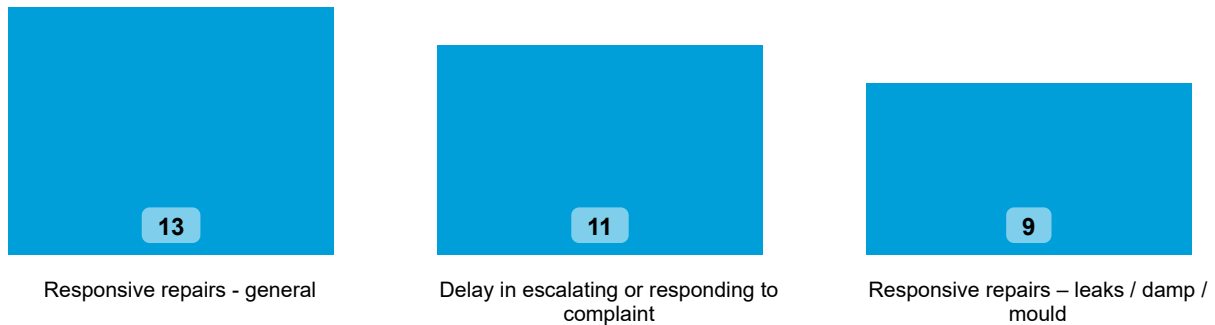 13
11
9
Responsive repairs - general
Delay in escalating or responding to
complaint
Responsive repairs – leaks / damp /
mould